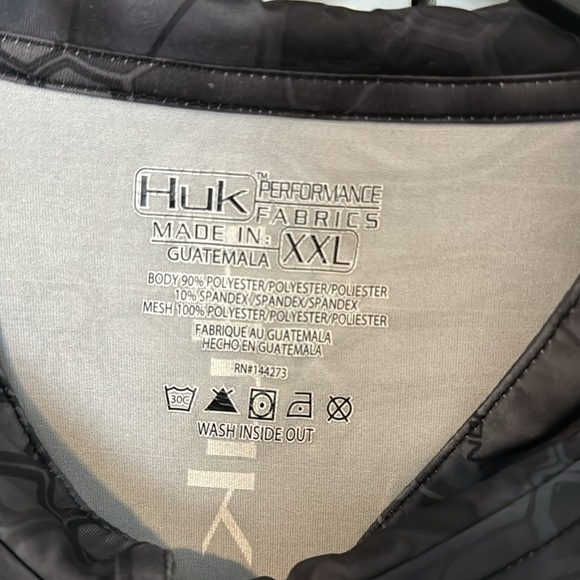 Huk™ PERFORMANCE
FABRICS
MADE IN:
GUATEMALA XXL
BODY 90% POLYESTER/POLYESTER/POLIESTER
10% SPANDEX/SPANDEX/SPANDEX
MESH 100% POLYESTER/POLYESTER/POLIESTER
FABRIQUE AU GUATEMALA
HECHO EN GUATEMALA
RN#144273
30C
WASH INSIDE OUT